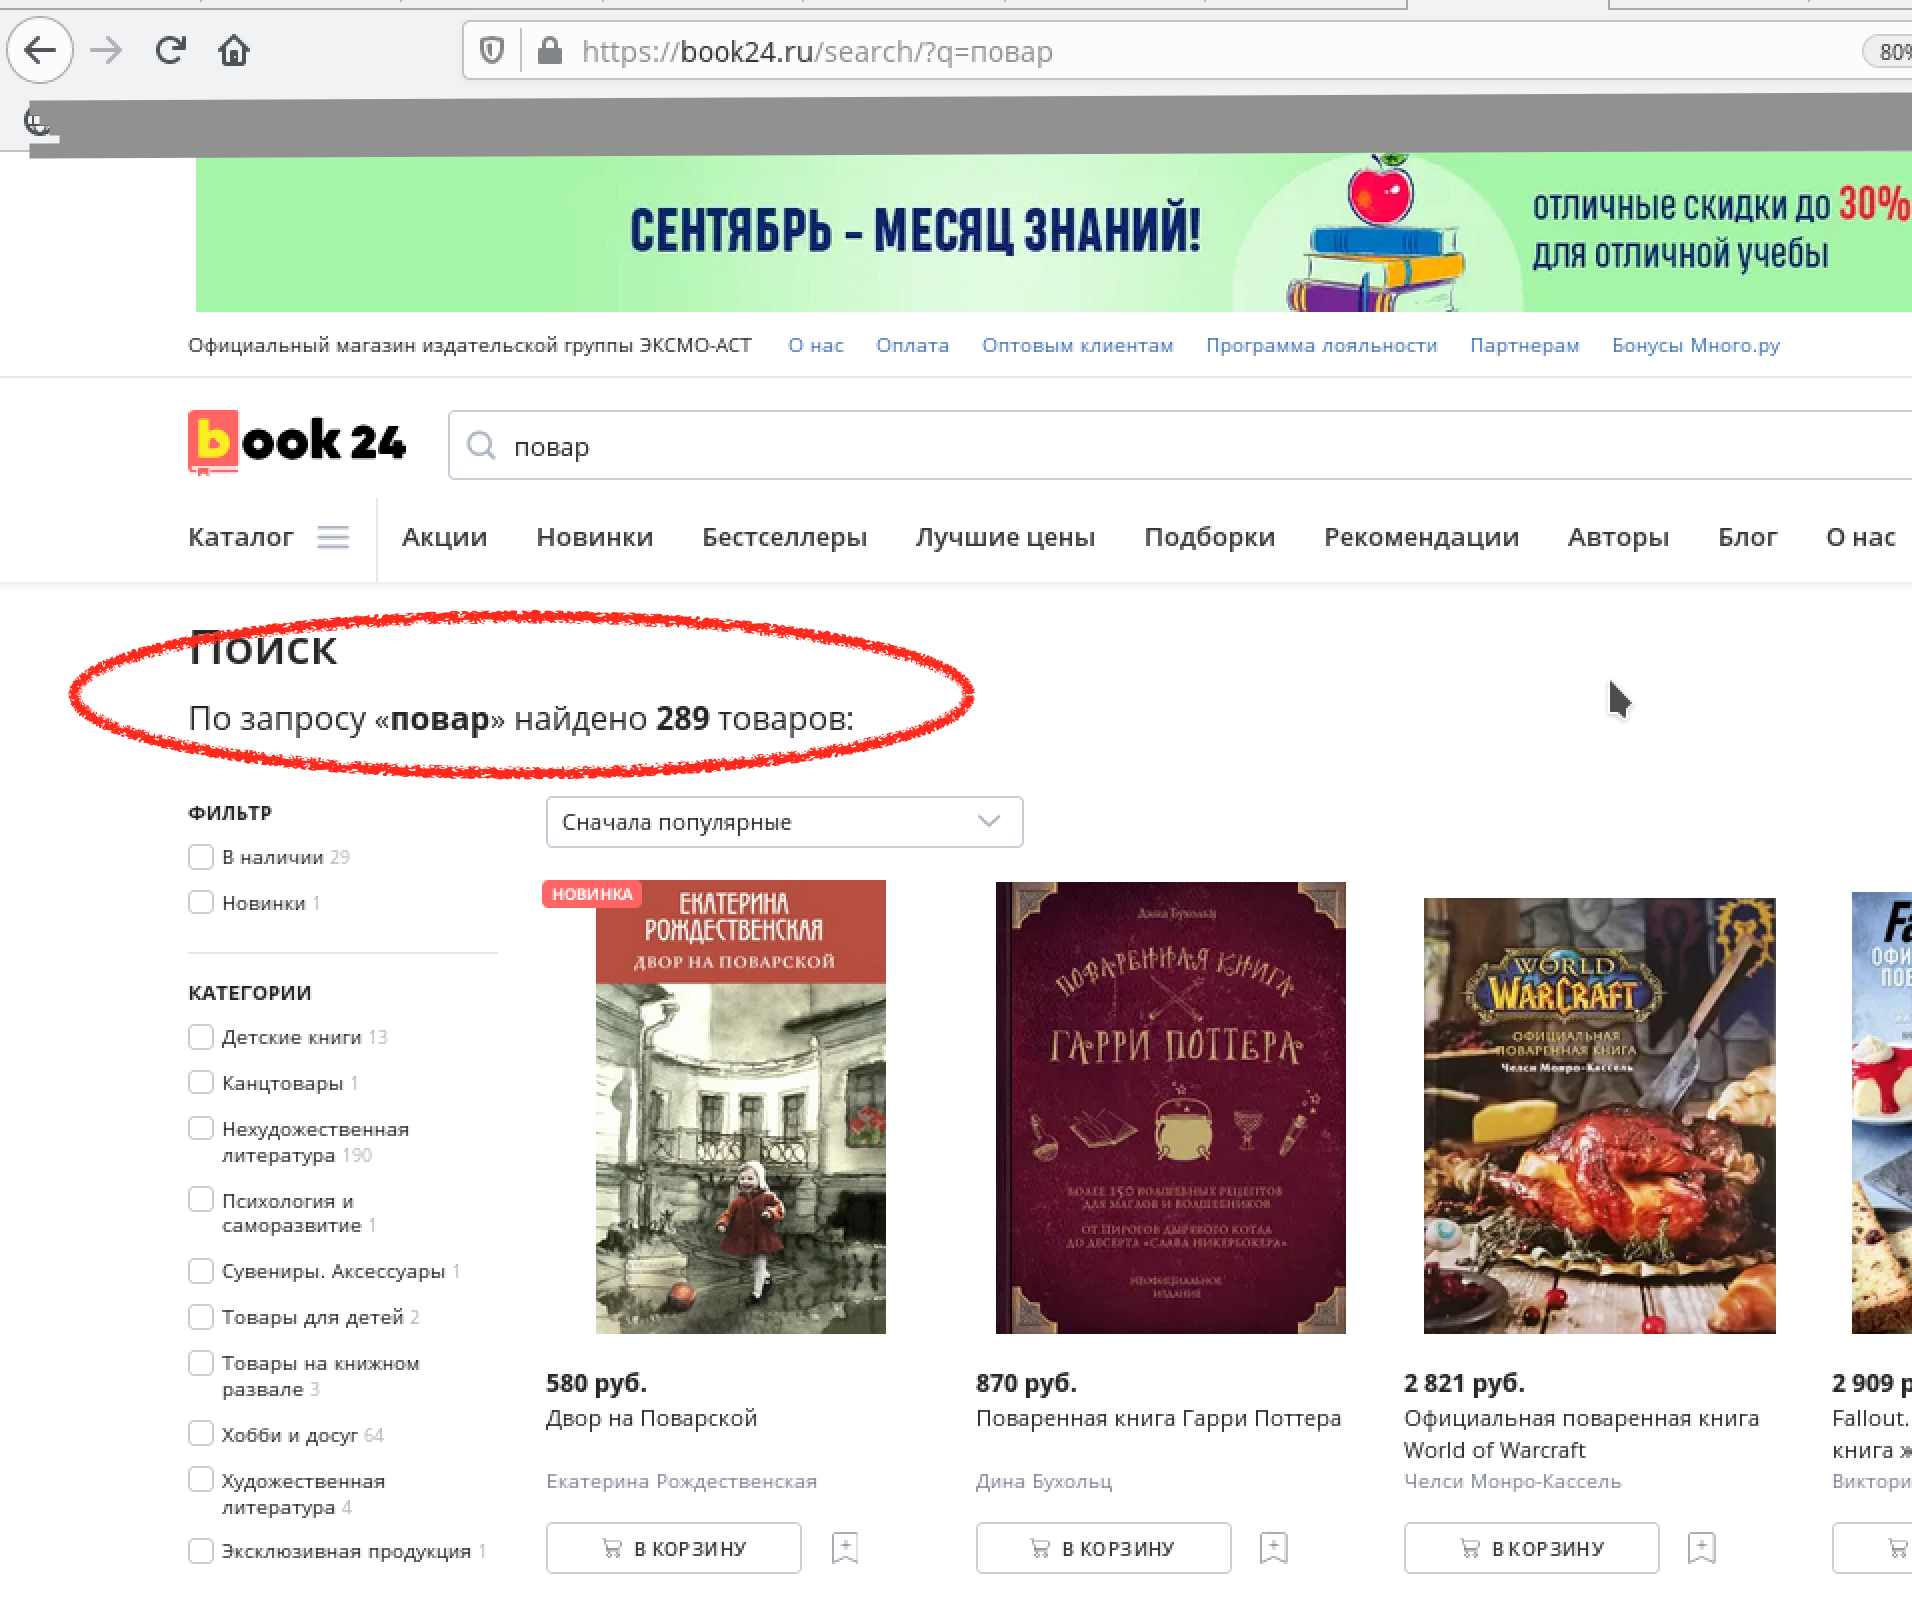 https://book24.ru/search/?q=повар
80%
СЕНТЯБРЬ - МЕСЯЦ ЗНАНИЙ!
отличные скидки до 30%
для отличной учебы
Официальный магазин издательской группы ЭКСМО-АСТ О нас Оплата Оптовым клиентам Программа лояльности Партнерам Бонусы Много.ру
book 24
повар
Каталог Акции Новинки Бестселлеры Лучшие цены Подборки Рекомендации Авторы Блог О нас
Поиск
По запросу «повар» найдено 289 товаров:
ФИЛЬТР
В наличии 29
Новинки 1
КАТЕГОРИИ
Детские книги 13
Канцтовары 1
Нехудожественная
литература 190
Психология и
саморазвитие 1
Сувениры. Аксессуары 1
Товары для детей 2
Товары на книжном
развале 3
Хобби и досуг 64
Художественная
литература 4
Эксклюзивная продукция 1
Сначала популярные
НОВИНКА
ЕКАТЕРИНА
РОЖДЕСТВЕНСКАЯ
ДВОР НА ПОВАРСКОЙ
580 руб.
Двор на Поварской
Екатерина Рождественская
В КОРЗИНУ
Дина Бухольц
ПОВАРЕННАЯ КНИГА
ГАРРИ ПОТТЕРА
БОЛЕЕ 150 ВОЛШЕБНЫХ РЕЦЕПТОВ
ДЛЯ МАГЛОВ И ВОЛШЕБНИКОВ
ОТ ПИРОГОВ ДЫРЯВОГО КОТЛА
ДО ДЕСЕРТА «СЛАВА НИКЕРБОКЕРА»
НЕОФИЦИАЛЬНОЕ
ИЗДАНИЕ
870 руб.
Поваренная книга Гарри Поттера
Дина Бухольц
В КОРЗИНУ
WORLD
WARCRAFT
ОФИЦИАЛЬНАЯ
ПОВАРЕННАЯ КНИГА
Челси Монро-Кассель
2 821 руб.
Официальная поваренная книга
World of Warcraft
Челси Монро-Кассель
В КОРЗИНУ
Fa
ОФИ
ПОВ
2 909 р
Fallout.
книга ж
Виктори